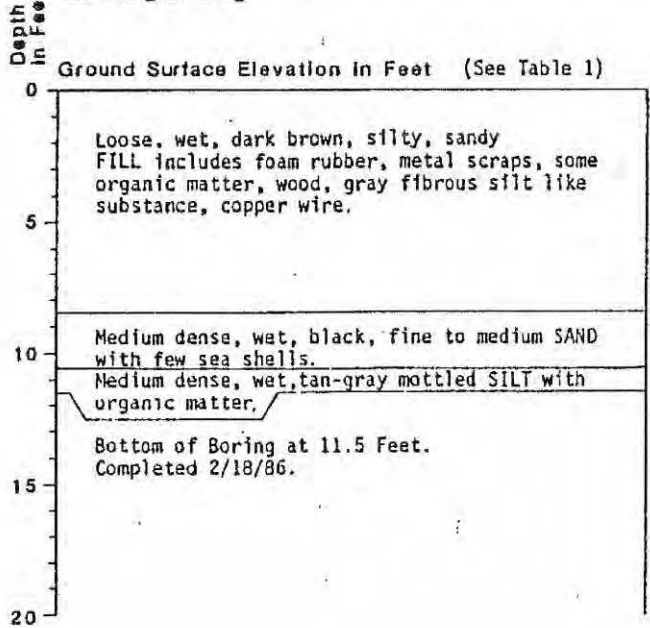 Depth
in Feet
Ground Surface Elevation in Feet (See Table 1)
0
Loose, wet, dark brown, silty, sandy
FILL includes foam rubber, metal scraps, some
organic matter, wood, gray fibrous silt like
substance, copper wire.
5
Medium dense, wet, black, fine to medium SAND
10
with few sea shells.
Medium dense, wet,tan-gray mottled SILT with
organic matter,
Bottom of Boring at 11.5 Feet.
Completed 2/18/86.
15
20